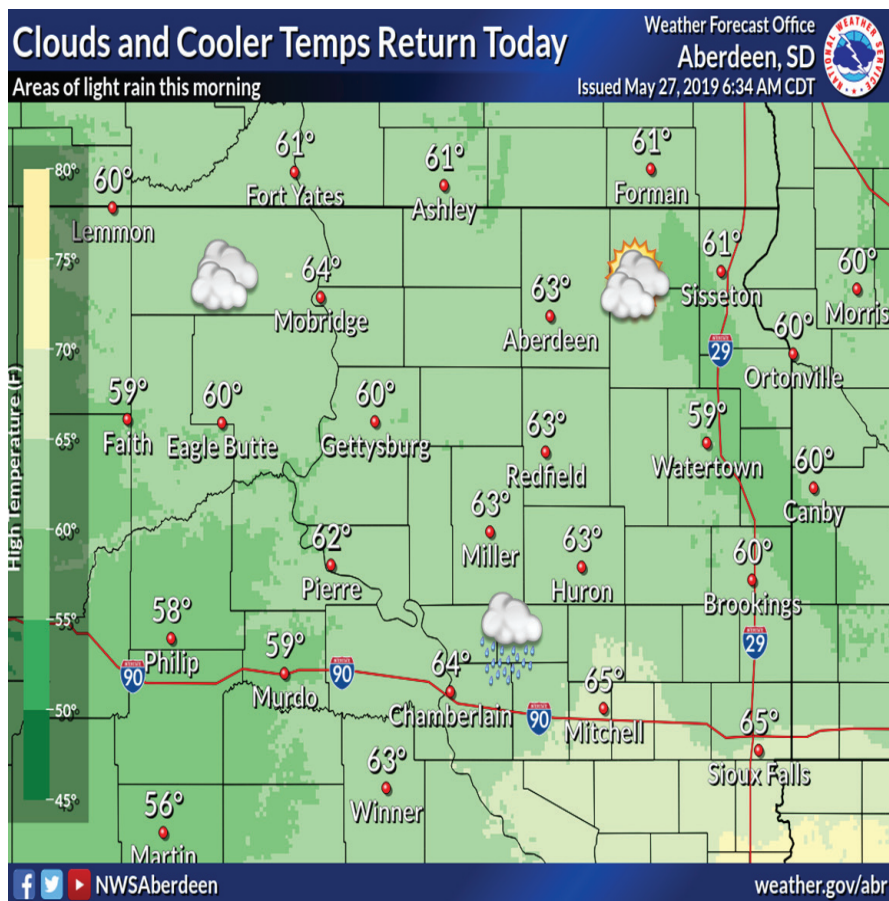 Clouds and Cooler Temps Return Today
Areas of light rain this morning
Weather Forecast Office
Aberdeen, SD
Issued May 27, 2019 6:34 AM CDT
NATIONAL WEATHER SERVICE
High Temperature (F)
80°
75°
70°
65°
60°
55°
50°
45°
60°
Lemmon
61°
Fort Yates
61°
Ashley
61°
Forman
64°
Mobridge
63°
Aberdeen
61°
Sisseton
60°
Morris
29
60°
Ortonville
59°
Faith
60°
Eagle Butte
60°
Gettysburg
63°
Redfield
59°
Watertown
60°
Canby
62°
Pierre
63°
Miller
63°
Huron
60°
Brookings
29
58°
Philip
90
59°
Murdo
90
64°
Chamberlain
90
65°
Mitchell
65°
Sioux Falls
63°
Winner
56°
Martin
NWSAberdeen
weather.gov/abr